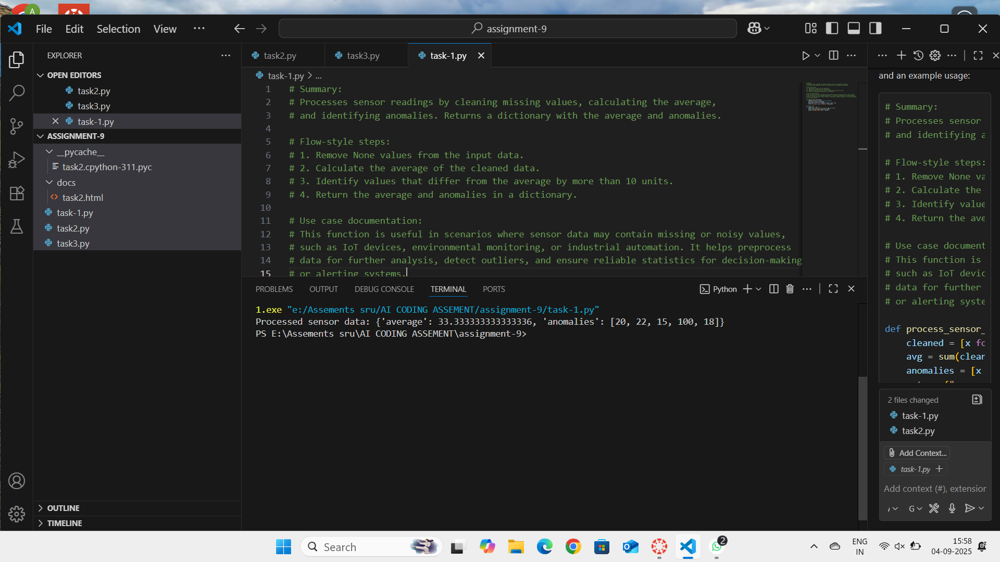 A
File Edit Selection View ···
assignment-9
EXPLORER
OPEN EDITORS
task2.py
task3.py
task-1.py
ASSIGNMENT-9
__pycache__
task2.cpython-311.pyc
docs
task2.html
task-1.py
task2.py
task3.py
OUTLINE
TIMELINE
task2.py
task3.py
task-1.py
task-1.py > ...
1 # Summary:
2 # Processes sensor readings by cleaning missing values, calculating the average,
3 # and identifying anomalies. Returns a dictionary with the average and anomalies.
4
5 # Flow-style steps:
6 # 1. Remove None values from the input data.
7 # 2. Calculate the average of the cleaned data.
8 # 3. Identify values that differ from the average by more than 10 units.
9 # 4. Return the average and anomalies in a dictionary.
10
11 # Use case documentation:
12 # This function is useful in scenarios where sensor data may contain missing or noisy values,
13 # such as IoT devices, environmental monitoring, or industrial automation. It helps preprocess
14 # data for further analysis, detect outliers, and ensure reliable statistics for decision-making
15 # or alerting systems.
PROBLEMS OUTPUT DEBUG CONSOLE TERMINAL PORTS
Python
1.exe "e:/Assements sru/AI CODING ASSEMENT/assignment-9/task-1.py"
Processed sensor data: {'average': 33.333333333333336, 'anomalies': [20, 22, 15, 100, 18]}
PS E:\Assements sru\AI CODING ASSEMENT\assignment-9>
and an example usage:
# Summary:
# Processes sensor
# and identifying a
# Flow-style steps:
# 1. Remove None va
# 2. Calculate the
# 3. Identify value
# 4. Return the ave
# Use case document
# This function is
# such as IoT devic
# data for further
# or alerting syste
def process_sensor_
cleaned = [x fo
avg = sum(clean
anomalies = [x
2 files changed
task-1.py
task2.py
Add Context...
task-1.py
Add context (#), extension
G
Search
2
ENG
IN
15:58
04-09-2025